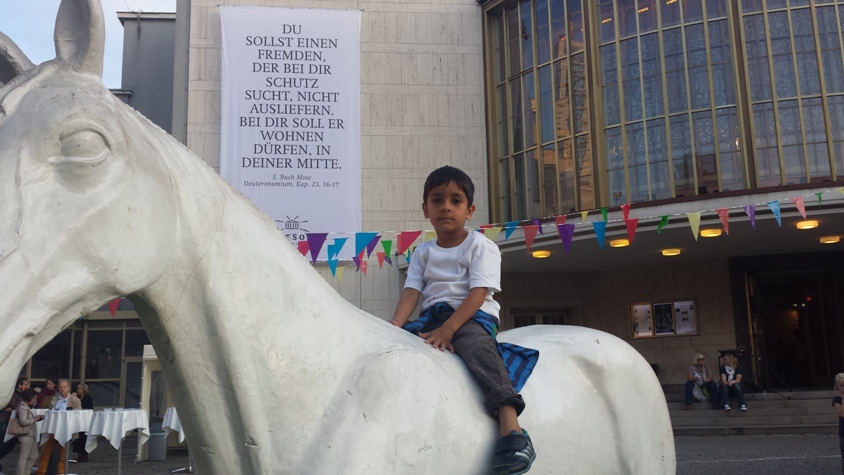 DU
SOLLST EINEN
FREMDEN,
DER BEI DIR
SCHUTZ
SUCHT, NICHT
AUSLIEFERN.
BEI DIR SOLL ER
WOHNEN
DÜRFEN, IN
DEINER MITTE.
5. Buch Mose
Deuteronomium, Kap. 23, 16-17